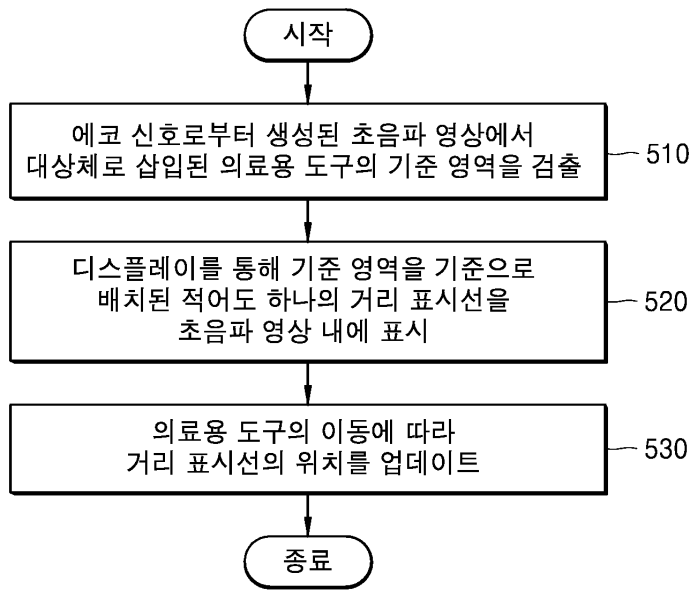 시작
에코 신호로부터 생성된 초음파 영상에서
대상체로 삽입된 의료용 도구의 기준 영역을 검출
510
디스플레이를 통해 기준 영역을 기준으로
배치된 적어도 하나의 거리 표시선을
초음파 영상 내에 표시
520
의료용 도구의 이동에 따라
거리 표시선의 위치를 업데이트
530
종료